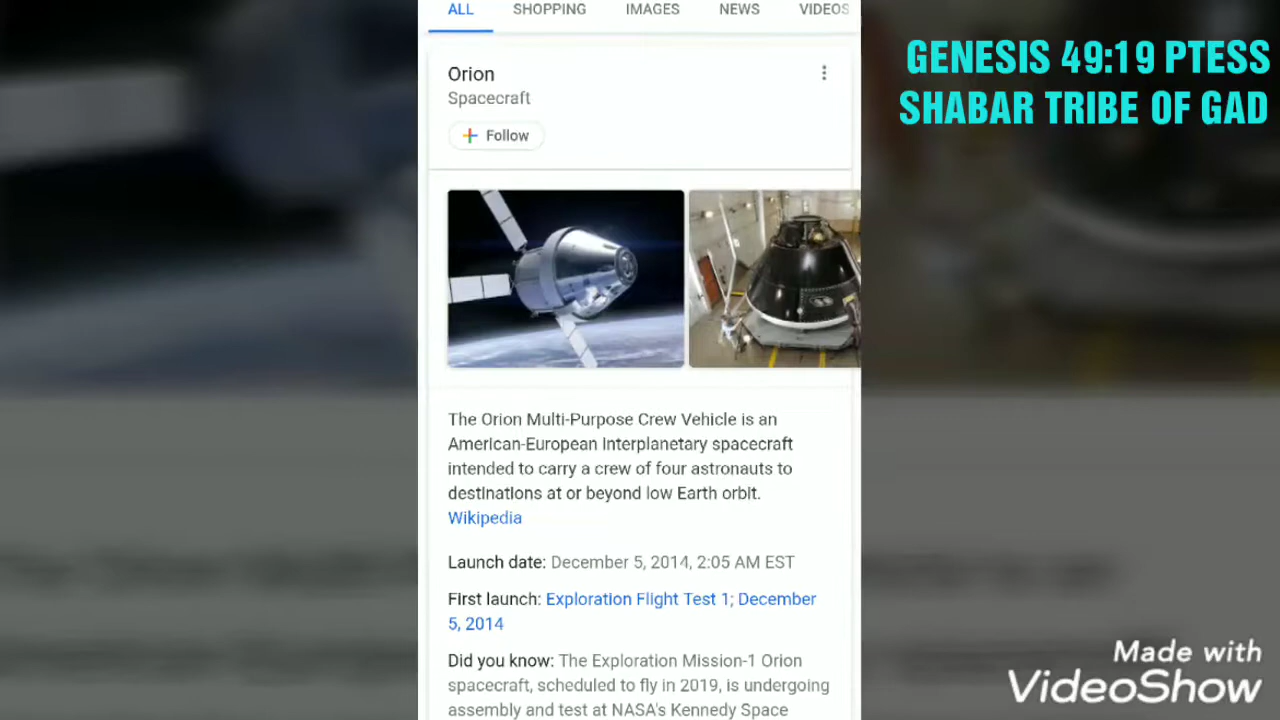 ALL SHOPPING IMAGES NEWS VIDEOS
Orion
Spacecraft
Follow
The Orion Multi-Purpose Crew Vehicle is an
American-European Interplanetary spacecraft
intended to carry a crew of four astronauts to
destinations at or beyond low Earth orbit.
Wikipedia
Launch date: December 5, 2014, 2:05 AM EST
First launch: Exploration Flight Test 1; December
5, 2014
Did you know: The Exploration Mission-1 Orion
spacecraft, scheduled to fly in 2019, is undergoing
assembly and test at NASA's Kennedy Space
GENESIS 49:19 PTESS
SHABAR TRIBE OF GAD
Made with
VideoShow